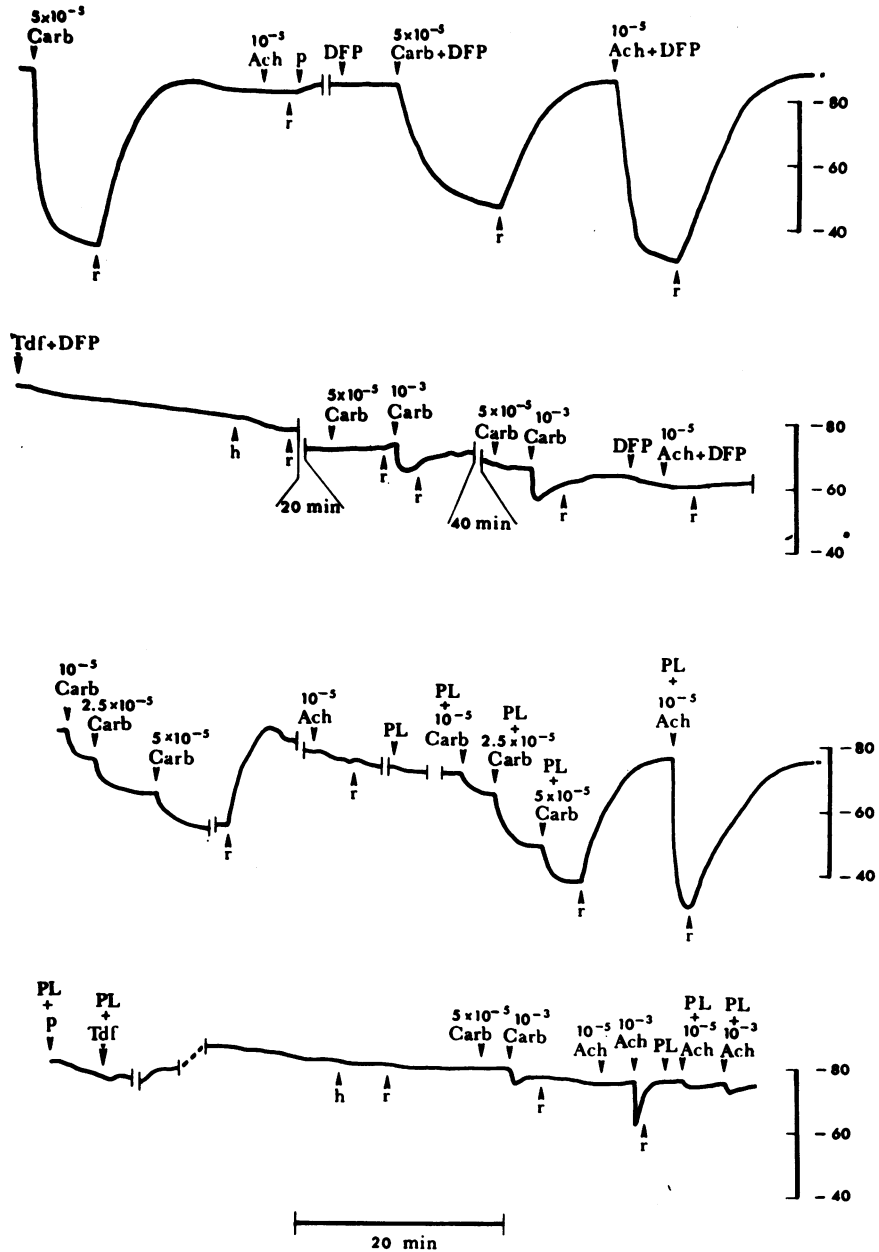 5×10⁻⁵
Carb
10⁻⁵
Ach
p
DFP
5×10⁻⁵
Carb+DFP
10⁻⁵
Ach+DFP
r
r
r
r
-80
-60
-40
Tdf+DFP
h
r
20 min
5×10⁻⁵
Carb
r
10⁻³
Carb
r
40 min
5×10⁻⁵
Carb
10⁻³
Carb
r
DFP
10⁻⁵
Ach+DFP
r
-80
-60
-40
10⁻⁵
Carb
2.5×10⁻⁵
Carb
5×10⁻⁵
Carb
r
10⁻⁵
Ach
r
PL
PL
+
10⁻⁵
Carb
PL
+
2.5×10⁻⁵
Carb
PL
+
5×10⁻⁵
Carb
r
PL
+
10⁻⁵
Ach
r
-80
-60
-40
PL
+
p
PL
+
Tdf
h
r
5×10⁻⁵
Carb
10⁻³
Carb
r
10⁻⁵
Ach
10⁻³
Ach
r
PL
PL
+
10⁻⁵
Ach
PL
+
10⁻³
Ach
-80
-60
-40
20 min